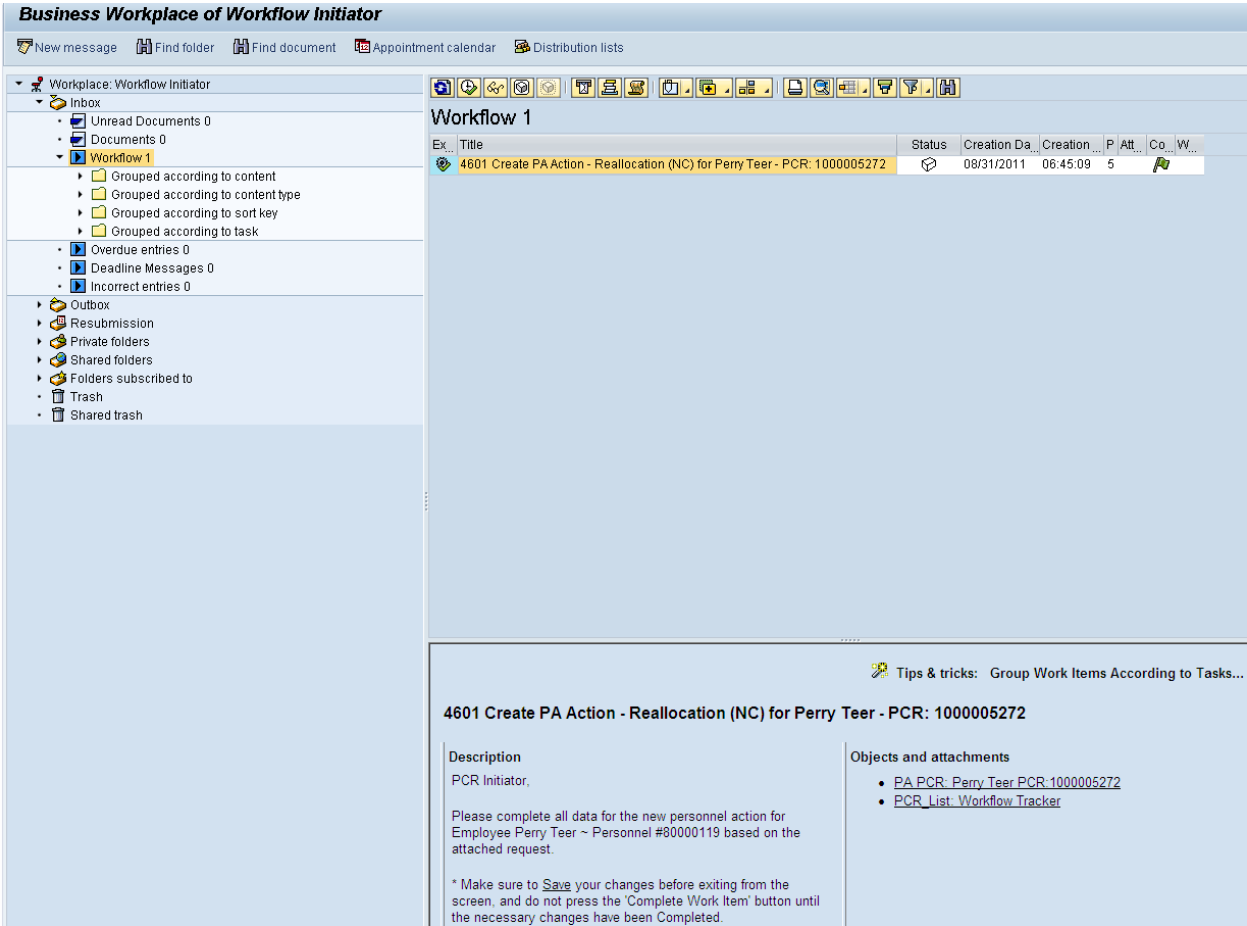 Business Workplace of Workflow Initiator
New message Find folder Find document Appointment calendar Distribution lists
Workplace: Workflow Initiator
Inbox
Unread Documents 0
Documents 0
Workflow 1
Grouped according to content
Grouped according to content type
Grouped according to sort key
Grouped according to task
Overdue entries 0
Deadline Messages 0
Incorrect entries 0
Outbox
Resubmission
Private folders
Shared folders
Folders subscribed to
Trash
Shared trash
Workflow 1
Ex... Title Status Creation Da... Creation ... P Att... Co... W...
4601 Create PA Action - Reallocation (NC) for Perry Teer - PCR: 1000005272 08/31/2011 06:45:09 5
Tips & tricks: Group Work Items According to Tasks...
4601 Create PA Action - Reallocation (NC) for Perry Teer - PCR: 1000005272
Description
PCR Initiator,
Please complete all data for the new personnel action for
Employee Perry Teer ~ Personnel #80000119 based on the
attached request.
* Make sure to Save your changes before exiting from the
screen, and do not press the 'Complete Work Item' button until
the necessary changes have been Completed.
Objects and attachments
• PA PCR: Perry Teer PCR:1000005272
• PCR_List: Workflow Tracker